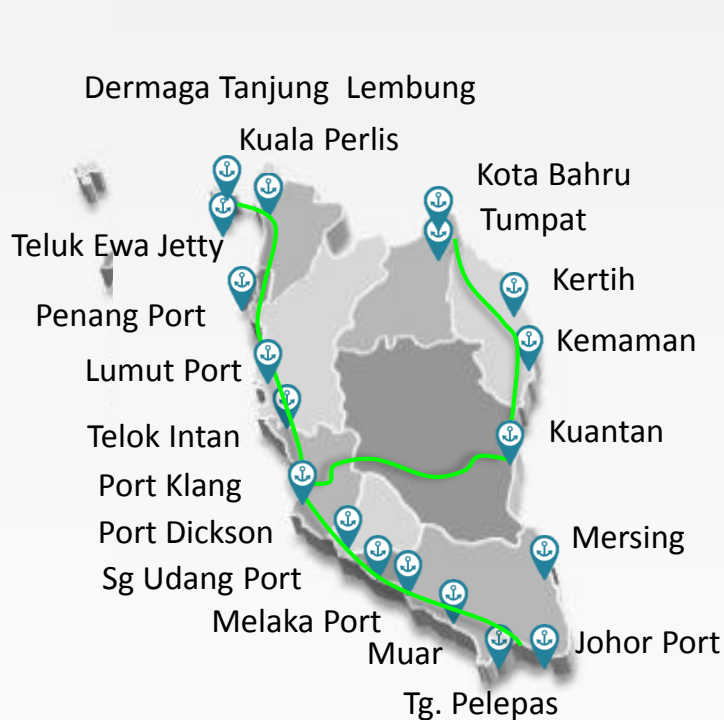 Dermaga Tanjung Lembung
Kuala Perlis
Kota Bahru
Tumpat
Teluk Ewa Jetty
Kertih
Penang Port
Kemaman
Lumut Port
Telok Intan
Kuantan
Port Klang
Port Dickson
Mersing
Sg Udang Port
Melaka Port
Muar
Johor Port
Tg. Pelepas